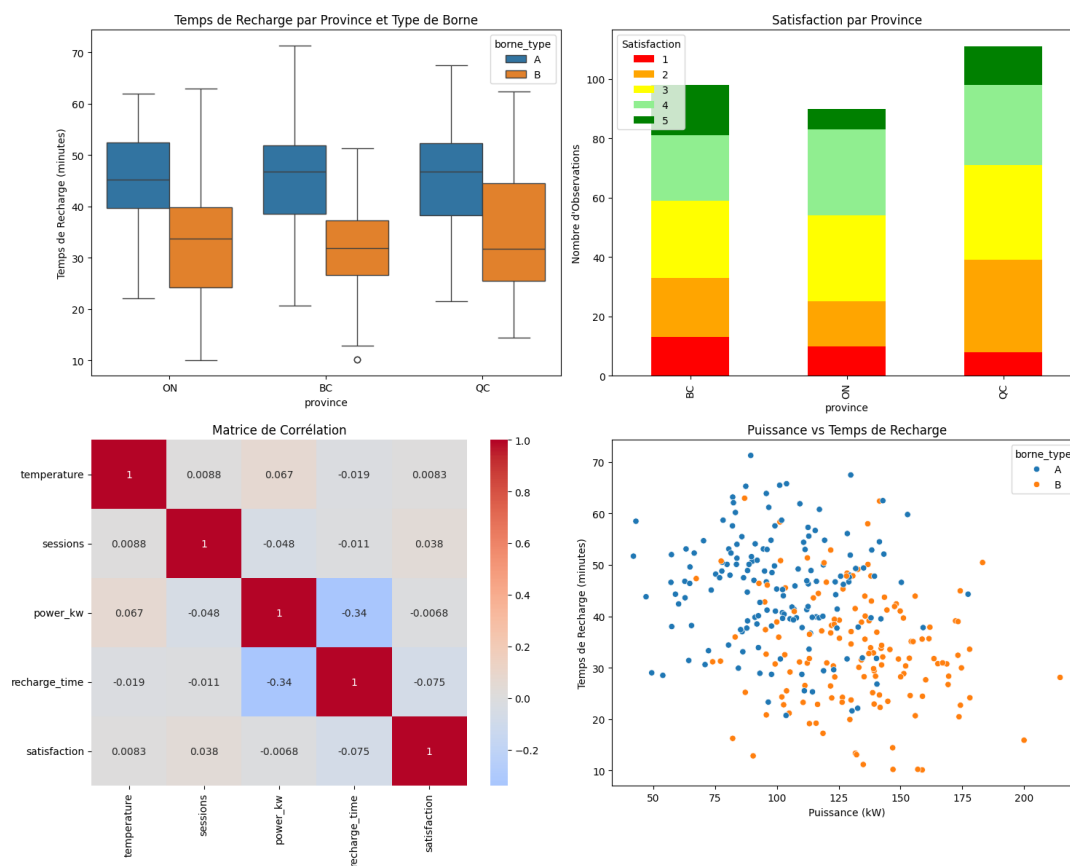 Temps de Recharge par Province et Type de Borne
Temps de Recharge (minutes)
70
60
50
40
30
20
10
borne_type
A
B
ON
BC
QC
province
Satisfaction par Province
Nombre d'Observations
100
80
60
40
20
0
Satisfaction
1
2
3
4
5
BC
ON
QC
province
Matrice de Corrélation
temperature
1 0.0088 0.067 -0.019 0.0083
sessions
0.0088 1 -0.048 -0.011 0.038
power_kw
0.067 -0.048 1 -0.34 -0.0068
recharge_time
-0.019 -0.011 -0.34 1 -0.075
satisfaction
0.0083 0.038 -0.0068 -0.075 1
temperature
sessions
power_kw
recharge_time
satisfaction
1.0
0.8
0.6
0.4
0.2
0.0
−0.2
Puissance vs Temps de Recharge
Temps de Recharge (minutes)
70
60
50
40
30
20
10
borne_type
A
B
50
75
100
125
150
175
200
Puissance (kW)